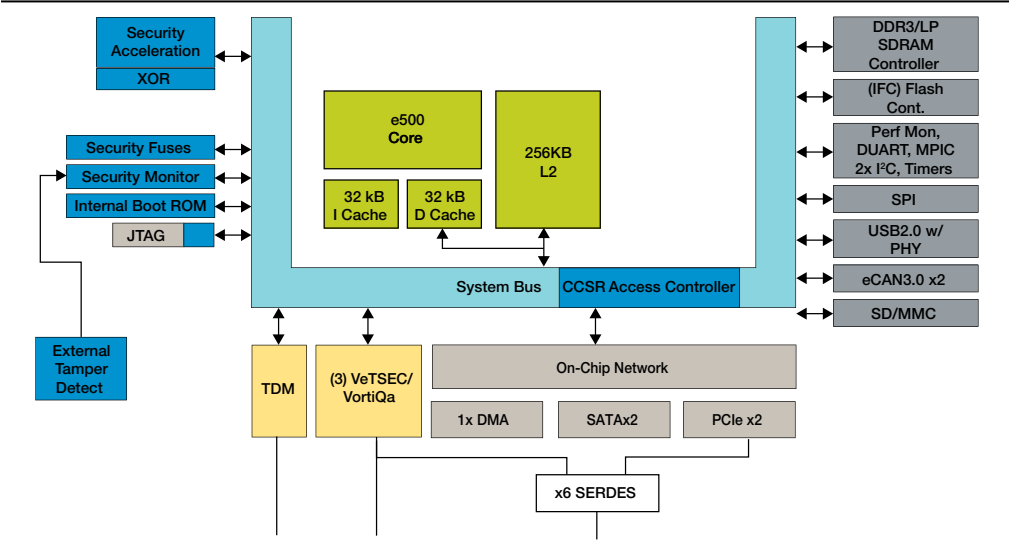 Security
Acceleration
XOR
Security Fuses
Security Monitor
Internal Boot ROM
JTAG
External
Tamper
Detect
e500
Core
32 kB
I Cache
32 kB
D Cache
256KB
L2
System Bus
CCSR Access Controller
DDR3/LP
SDRAM
Controller
(IFC) Flash
Cont.
Perf Mon,
DUART, MPIC
2x I²C, Timers
SPI
USB2.0 w/
PHY
eCAN3.0 x2
SD/MMC
TDM
(3) VeTSEC/
VortiQa
On-Chip Network
1x DMA
SATAx2
PCIe x2
x6 SERDES